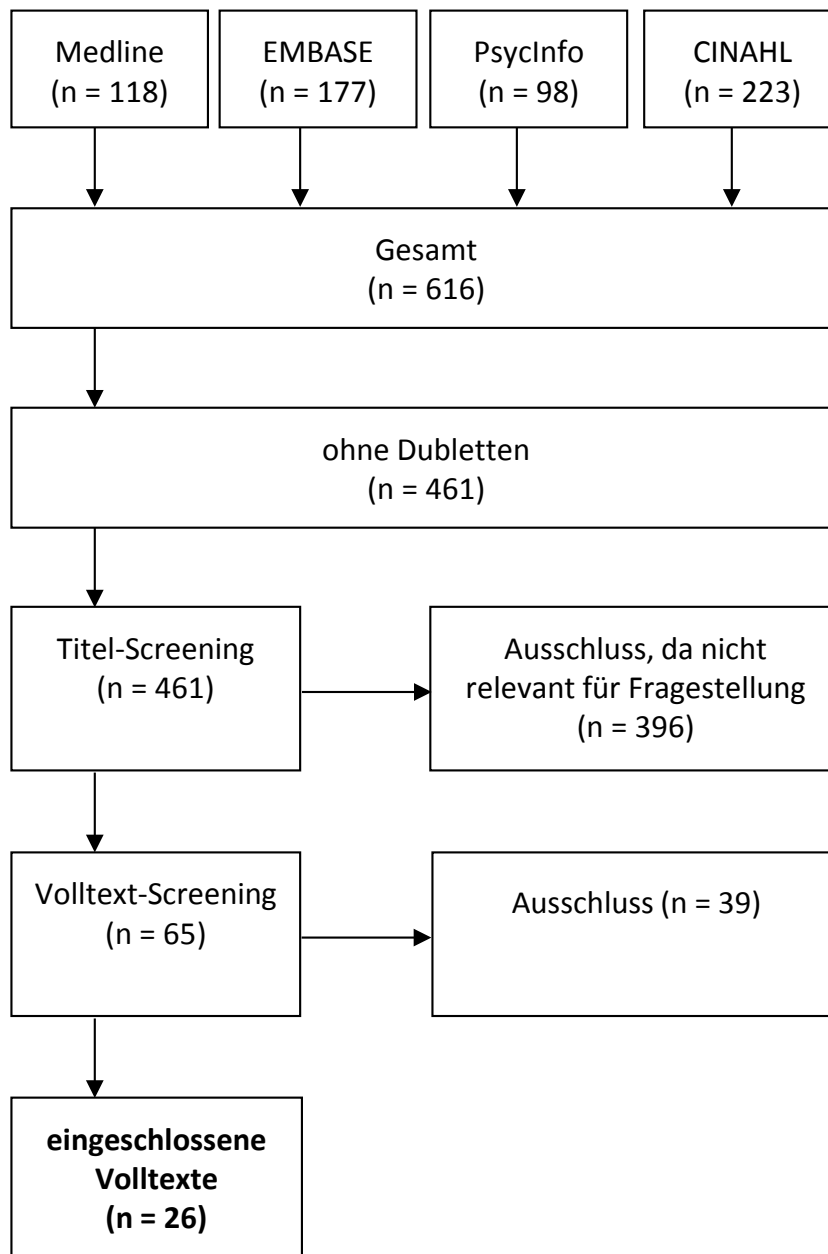 Medline
(n = 118)
EMBASE
(n = 177)
PsycInfo
(n = 98)
CINAHL
(n = 223)
Gesamt
(n = 616)
ohne Dubletten
(n = 461)
Titel-Screening
(n = 461)
Ausschluss, da nicht
relevant für Fragestellung
(n = 396)
Volltext-Screening
(n = 65)
Ausschluss (n = 39)
eingeschlossene
Volltexte
(n = 26)